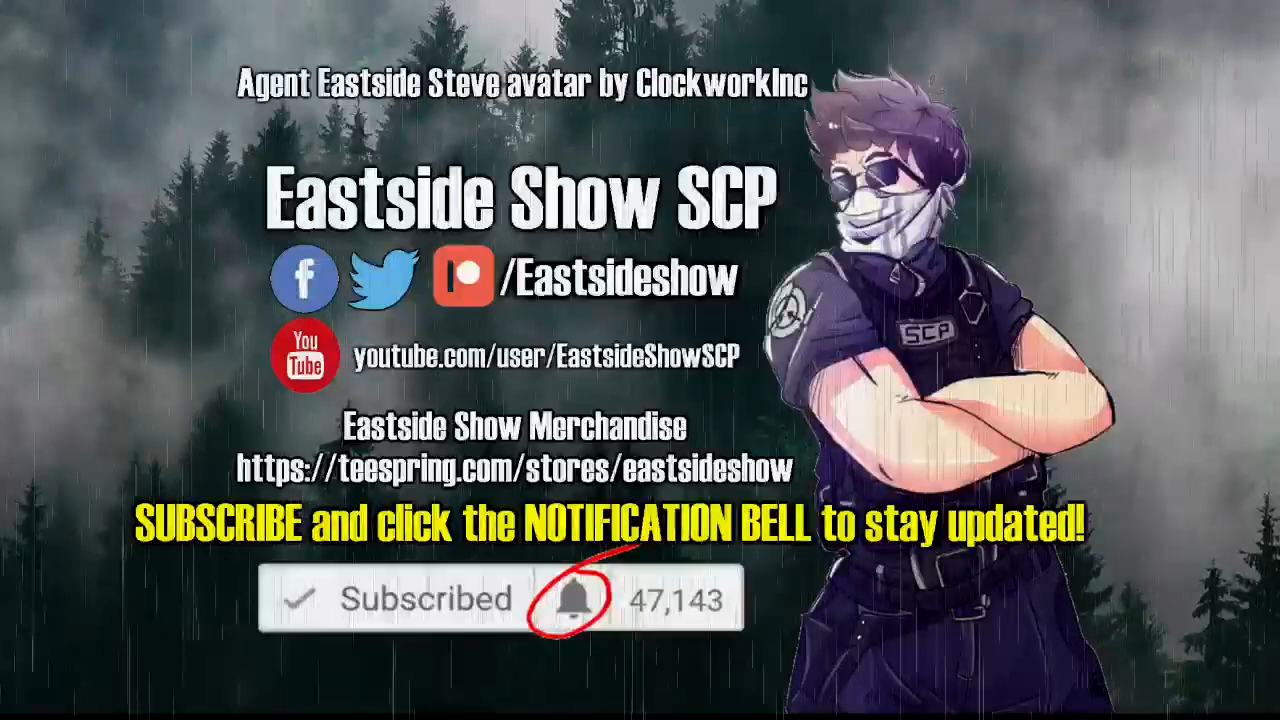 Agent Eastside Steve avatar by ClockworkInc
Eastside Show SCP
f
/Eastsideshow
You
Tube
youtube.com/user/EastsideShowSCP
SCP
Eastside Show Merchandise
https://teespring.com/stores/eastsideshow
SUBSCRIBE and click the NOTIFICATION BELL to stay updated!
Subscribed 47,143